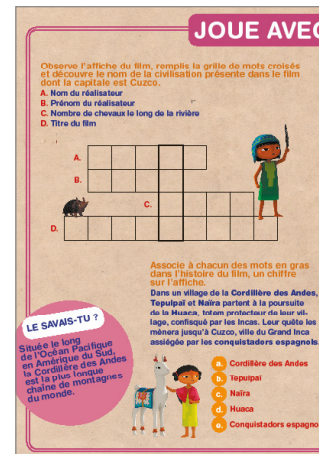 JOUE AVEC
Observe l'affiche du film, remplis la grille de mots croisés
et découvre le nom de la civilisation présente dans le film
dont la capitale est Cuzco.
A. Nom du réalisateur
B. Prénom du réalisateur
C. Nombre de chevaux le long de la rivière
D. Titre du film
A.
B.
C.
D.
Associe à chacun des mots en gras
dans l'histoire du film, un chiffre
sur l'affiche.
Dans un village de la Cordillère des Andes,
Tepulpaï et Naïra partent à la poursuite
de la Huaca, totem protecteur de leur vil-
lage, confisqué par les Incas. Leur quête les
mènera jusqu'à Cuzco, ville du Grand Inca
assiégée par les conquistadors espagnols.
LE SAVAIS-TU ?
Située le long
de l'Océan Pacifique
en Amérique du Sud,
la Cordillère des Andes
est la plus longue
chaîne de montagnes
du monde.
a. Cordillère des Andes
b. Tepulpaï
c. Naïra
d. Huaca
e. Conquistadors espagno